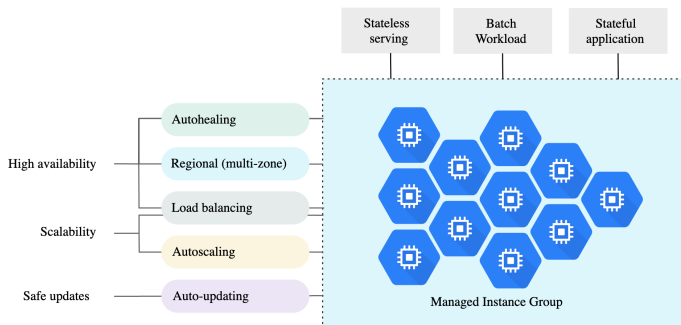 Stateless
serving
Batch
Workload
Stateful
application
Autohealing
High availability
Regional (multi-zone)
Load balancing
Scalability
Autoscaling
Safe updates
Auto-updating
Managed Instance Group